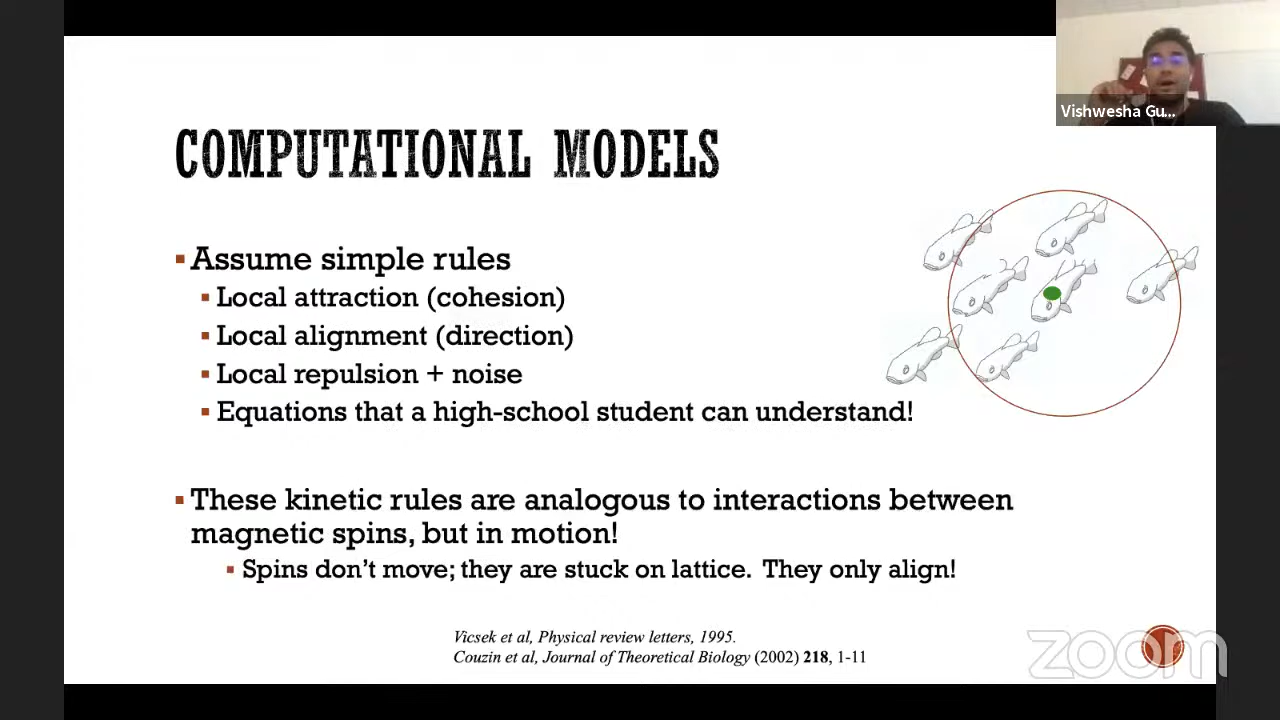 Vishwesha Gu...
COMPUTATIONAL MODELS
▪Assume simple rules
▪Local attraction (cohesion)
▪Local alignment (direction)
▪Local repulsion + noise
▪Equations that a high-school student can understand!
▪These kinetic rules are analogous to interactions between
magnetic spins, but in motion!
▪Spins don't move; they are stuck on lattice. They only align!
Vicsek et al, Physical review letters, 1995.
Couzin et al, Journal of Theoretical Biology (2002) 218, 1-11
zoom